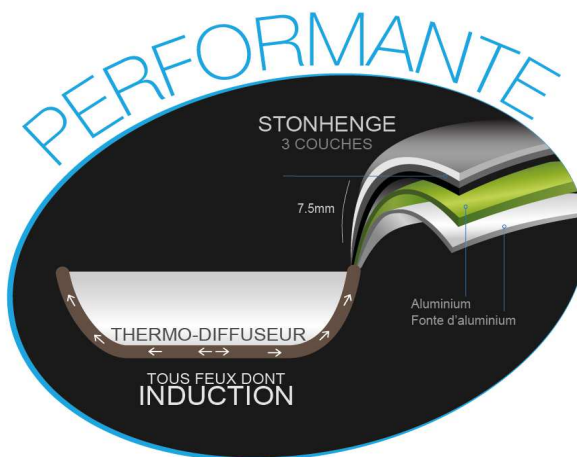 PERFORMANTE
STONHENGE
3 COUCHES
7.5mm
Aluminium
Fonte d'aluminium
THERMO-DIFFUSEUR
TOUS FEUX DONT
INDUCTION